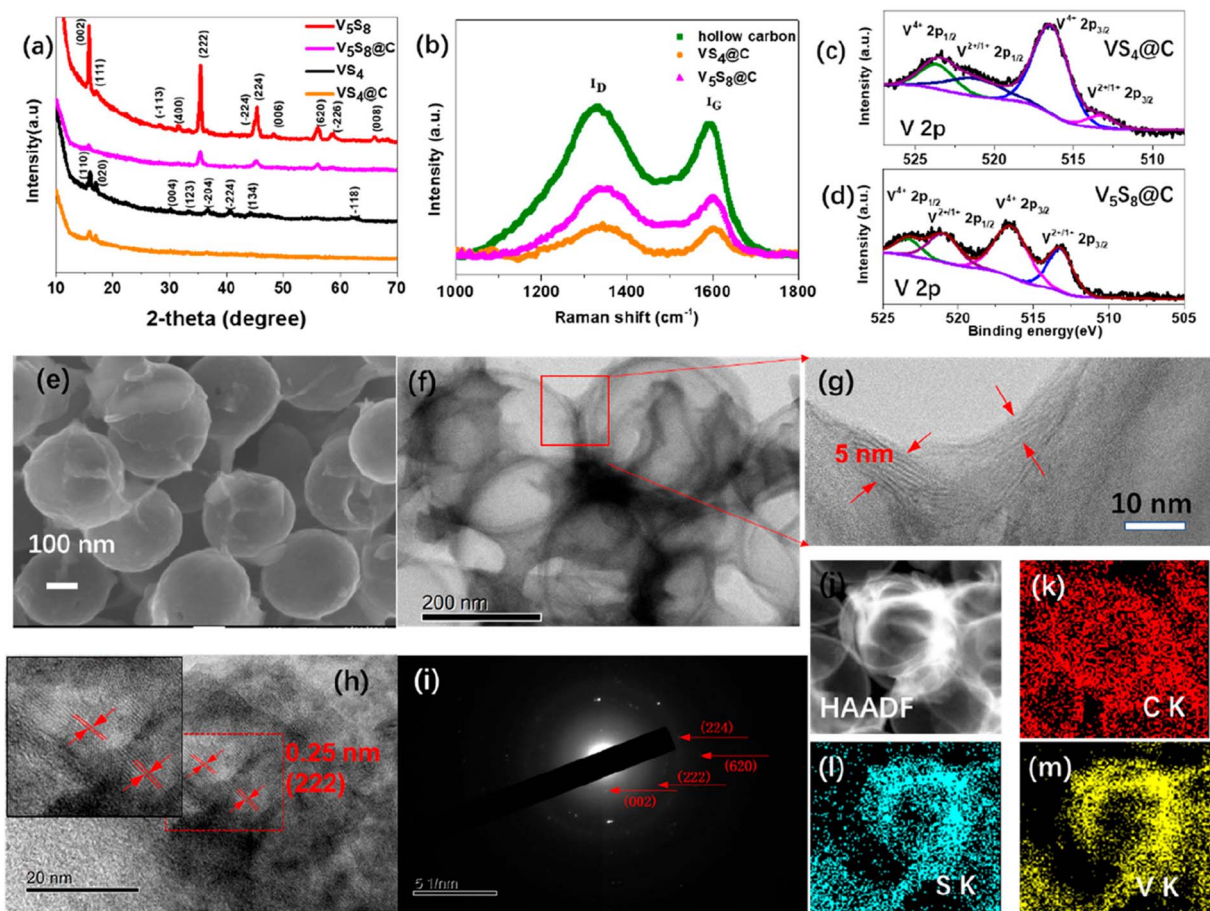 (a)
V₅S₈
V₅S₈@C
VS₄
VS₄@C
(002)
(111)
(-113)
(400)
(222)
(-224)
(224)
(006)
(620)
(-226)
(008)
(110)
(020)
(004)
(123)
(-204)
(-224)
(134)
(-118)
Intensity(a.u)
10 20 30 40 50 60 70
2-theta (degree)
(b)
hollow carbon
VS₄@C
V₅S₈@C
I_D
I_G
Intensity (a.u.)
1000 1200 1400 1600 1800
Raman shift (cm⁻¹)
(c)
V⁴⁺ 2p₁/₂
V²⁺/¹⁺ 2p₁/₂
V⁴⁺ 2p₃/₂
VS₄@C
V²⁺/¹⁺ 2p₃/₂
V 2p
Intensity (a.u.)
525 520 515 510
(d)
V₅S₈@C
V⁴⁺ 2p₁/₂
V²⁺/¹⁺ 2p₁/₂
V⁴⁺ 2p₃/₂
V²⁺/¹⁺ 2p₃/₂
V 2p
Intensity (a.u.)
525 520 515 510 505
Binding energy(eV)
(e)
100 nm
(f)
200 nm
(g)
5 nm
10 nm
(h)
0.25 nm
(222)
20 nm
(i)
(224)
(620)
(222)
(002)
5 1/nm
(j)
HAADF
(k)
C K
(l)
S K
(m)
V K